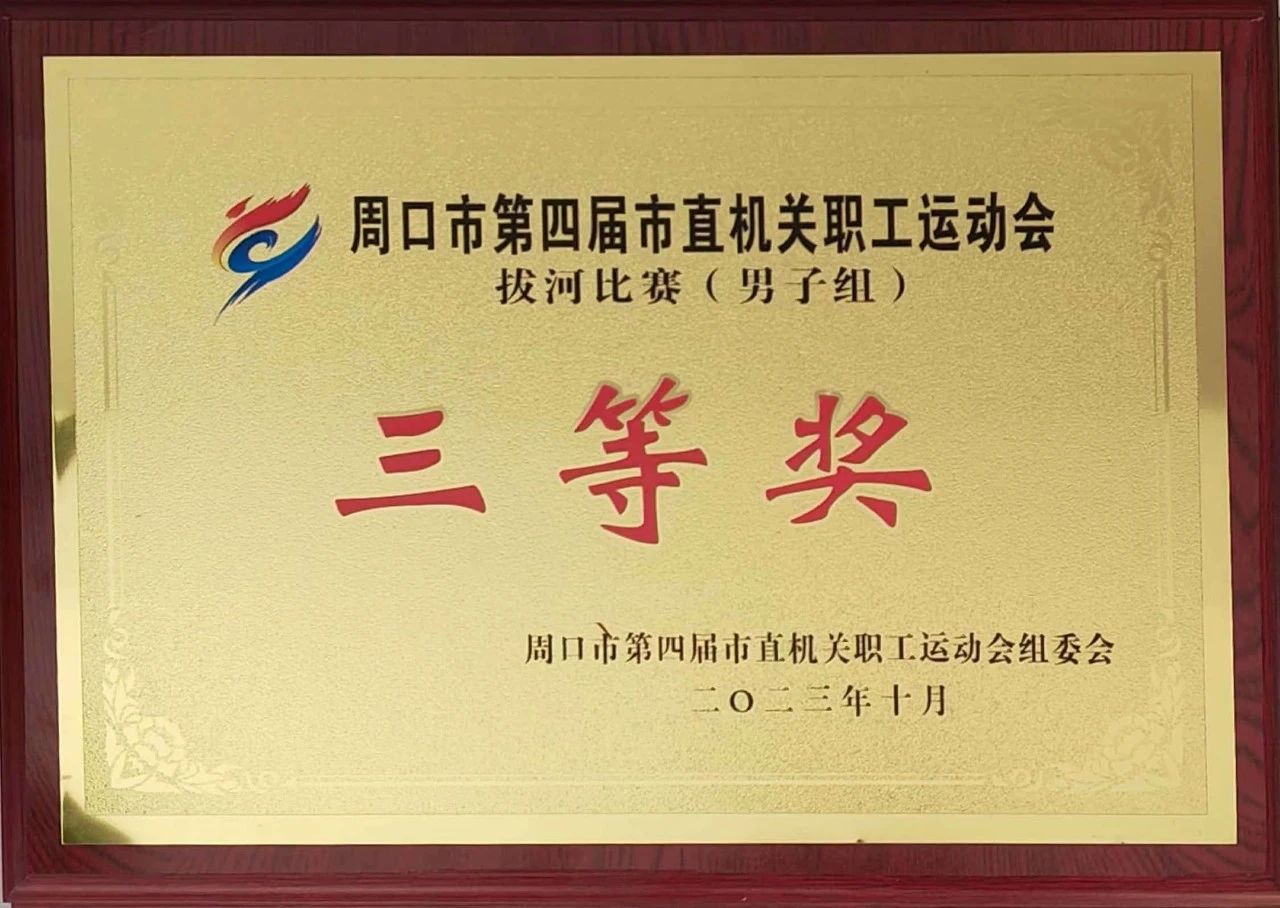 周口市第四届市直机关职工运动会
拔河比赛（男子组）
三等奖
周口市第四届市直机关职工运动会组委会
二〇二三年十月